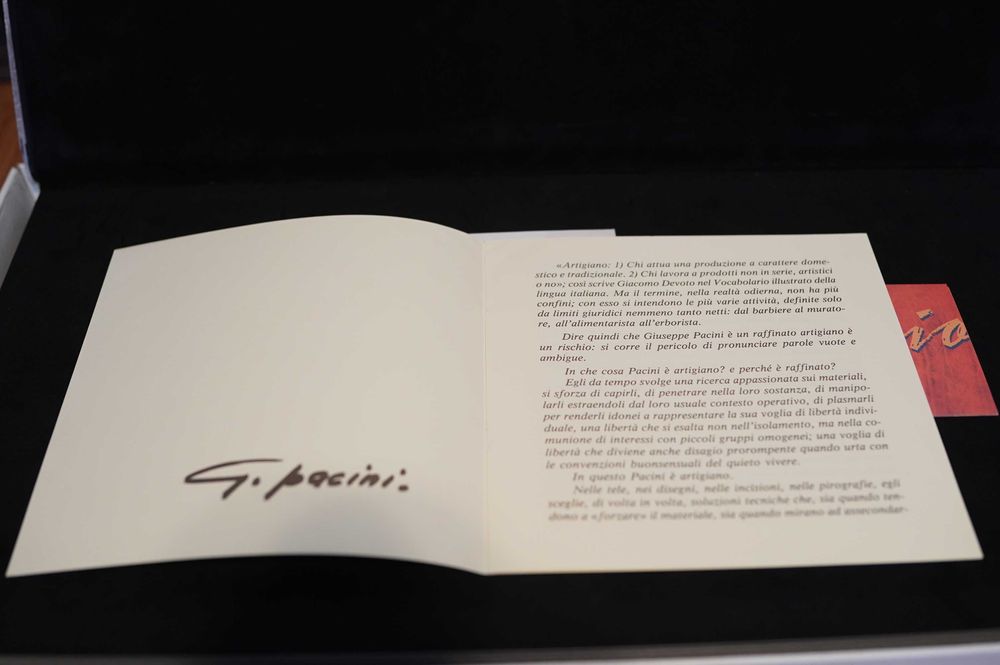 G. pacini.
«Artigiano: 1) Chi attua una produzione a carattere dome-
stico e tradizionale. 2) Chi lavora a prodotti non in serie, artistici
o no»; così scrive Giacomo Devoto nel Vocabolario illustrato della
lingua italiana. Ma il termine, nella realtà odierna, non ha più
confini; con esso si intendono le più varie attività, definite solo
da limiti giuridici nemmeno tanto netti: dal barbiere al murato-
re, all'alimentarista all'erborista.
Dire quindi che Giuseppe Pacini è un raffinato artigiano è
un rischio: si corre il pericolo di pronunciare parole vuote e
ambigue.
In che cosa Pacini è artigiano? e perché è raffinato?
Egli da tempo svolge una ricerca appassionata sui materiali,
si sforza di capirli, di penetrare nella loro sostanza, di manipo-
larli estraendoli dal loro usuale contesto operativo, di plasmarli
per renderli idonei a rappresentare la sua voglia di libertà indivi-
duale, una libertà che si esalta non nell'isolamento, ma nella co-
munione di interessi con piccoli gruppi omogenei; una voglia di
libertà che diviene anche disagio prorompente quando urta con
le convenzioni buonsensuali del quieto vivere.
In questo Pacini è artigiano.
Nelle tele, nei disegni, nelle incisioni, nelle pirografie, egli
sceglie, di volta in volta, soluzioni tecniche che, sia quando ten-
dono a «forzare» il materiale, sia quando mirano ad assecondar-
io